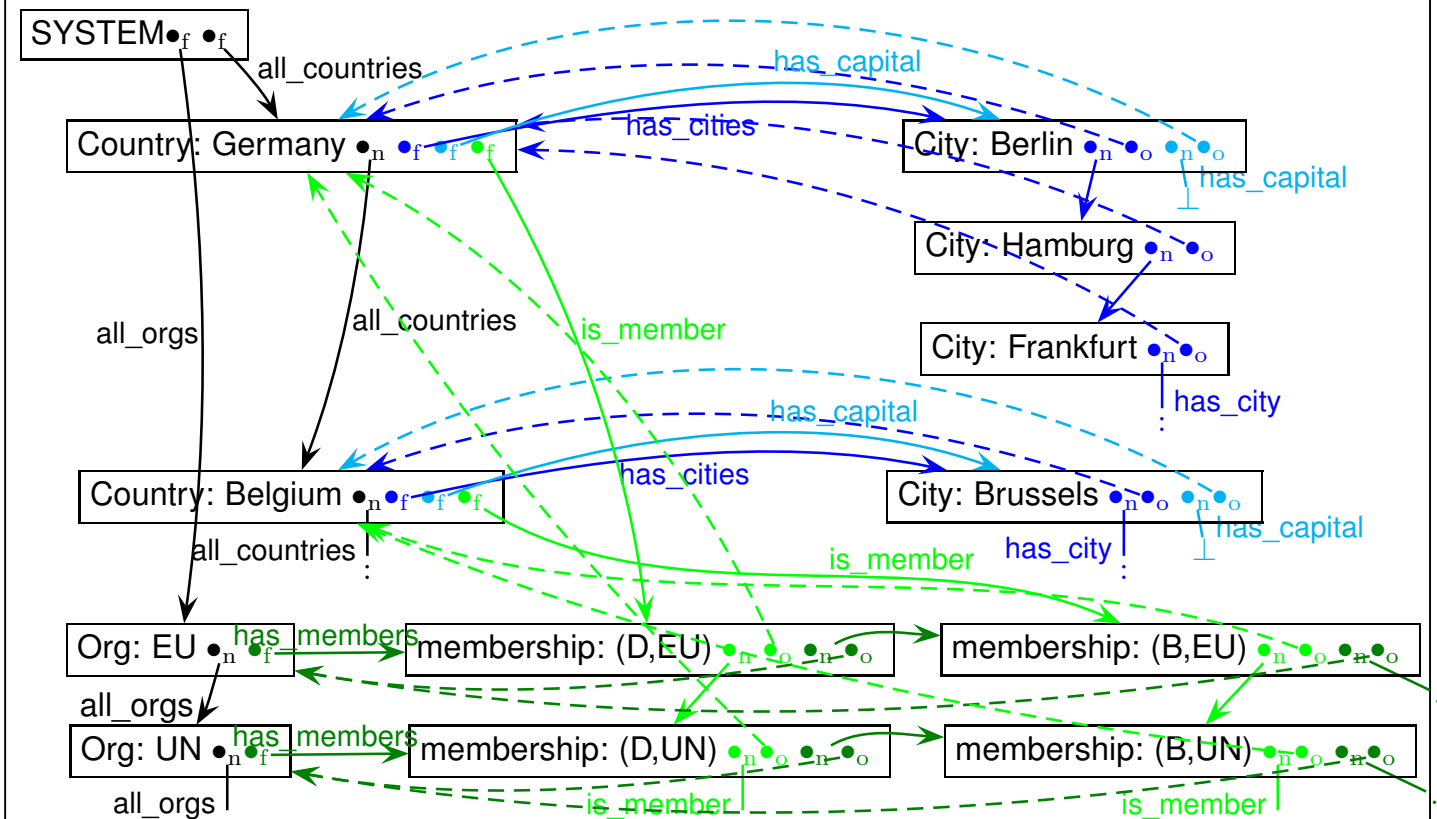 SYSTEM•f •f
all_countries
has_capital
has_cities
Country: Germany •n •f •f •f
City: Berlin •n •o •n •o
has_capital
⊥
City: Hamburg •n •o
all_orgs
all_countries
is_member
City: Frankfurt •n •o
has_city
⋮
has_capital
has_cities
Country: Belgium •n •f •f •f
City: Brussels •n •o •n •o
has_capital
⊥
all_countries
⋮
has_city
⋮
is_member
has_members
Org: EU •n •f
membership: (D,EU) •n •o •n •o
membership: (B,EU) •n •o •n •o
all_orgs
has_members
Org: UN •n •f
membership: (D,UN) •n •o •n •o
membership: (B,UN) •n •o •n •o
all_orgs
is_member
is_member